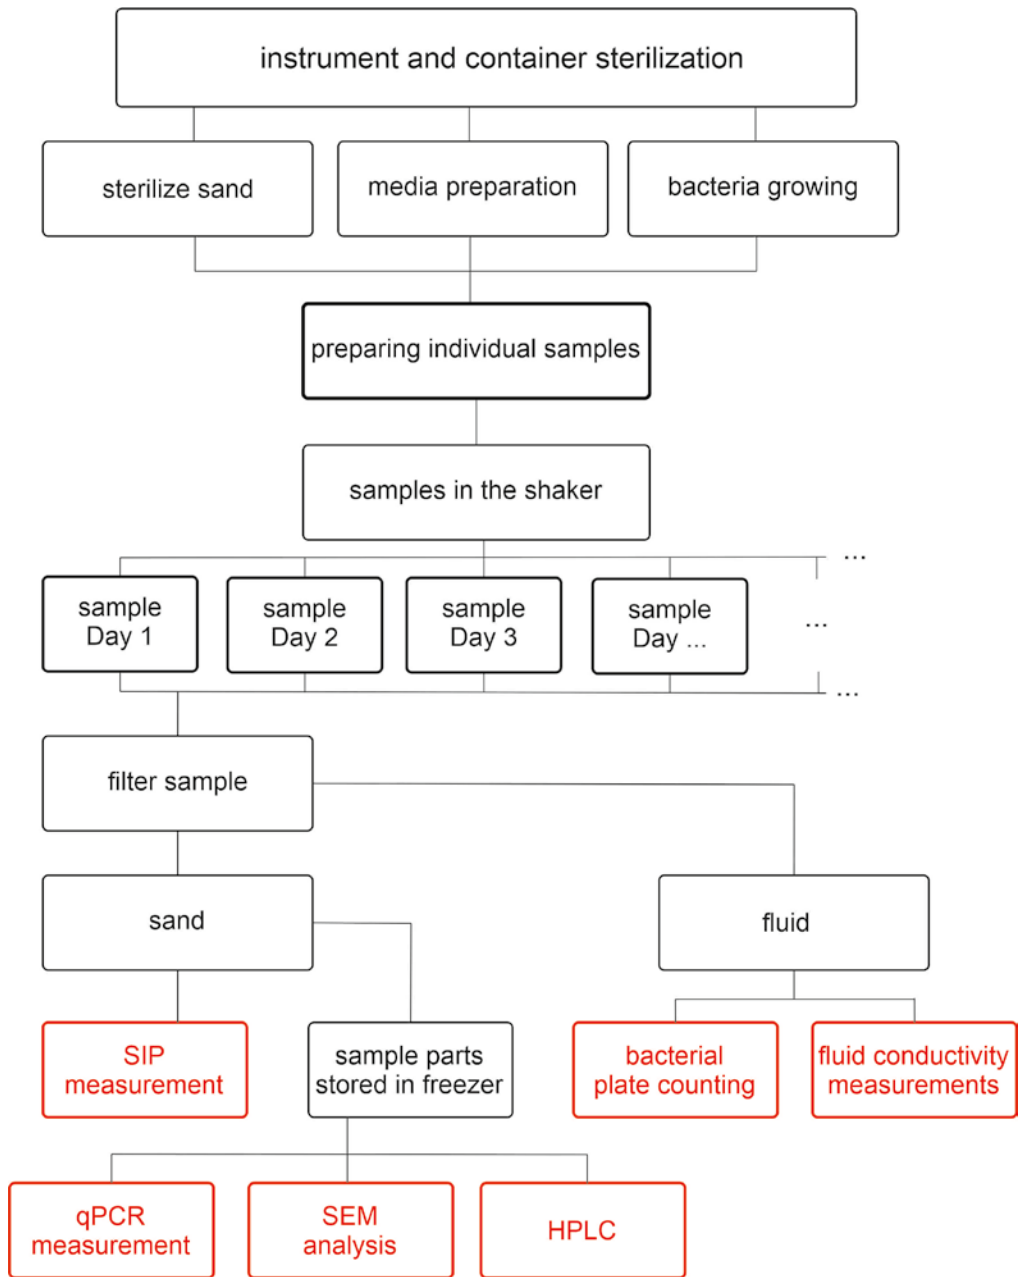 instrument and container sterilization
sterilize sand
media preparation
bacteria growing
preparing individual samples
samples in the shaker
...
sample
Day 1
sample
Day 2
sample
Day 3
sample
Day ...
...
...
filter sample
sand
fluid
SIP
measurement
sample parts
stored in freezer
bacterial
plate counting
fluid conductivity
measurements
qPCR
measurement
SEM
analysis
HPLC